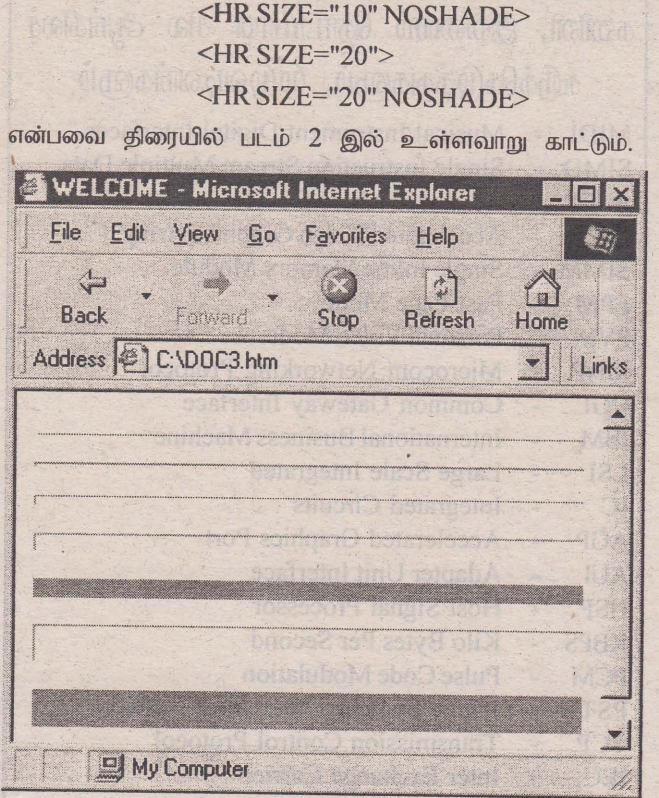 <HR SIZE="10" NOSHADE>
<HR SIZE="20">
<HR SIZE="20" NOSHADE>
என்பவை திரையில் படம் 2 இல் உள்ளவாறு காட்டும்.
WELCOME - Microsoft Internet Explorer
File Edit View Go Favorites Help
Back Forward Stop Refresh Home
Address C:\DOC3.htm Links
My Computer